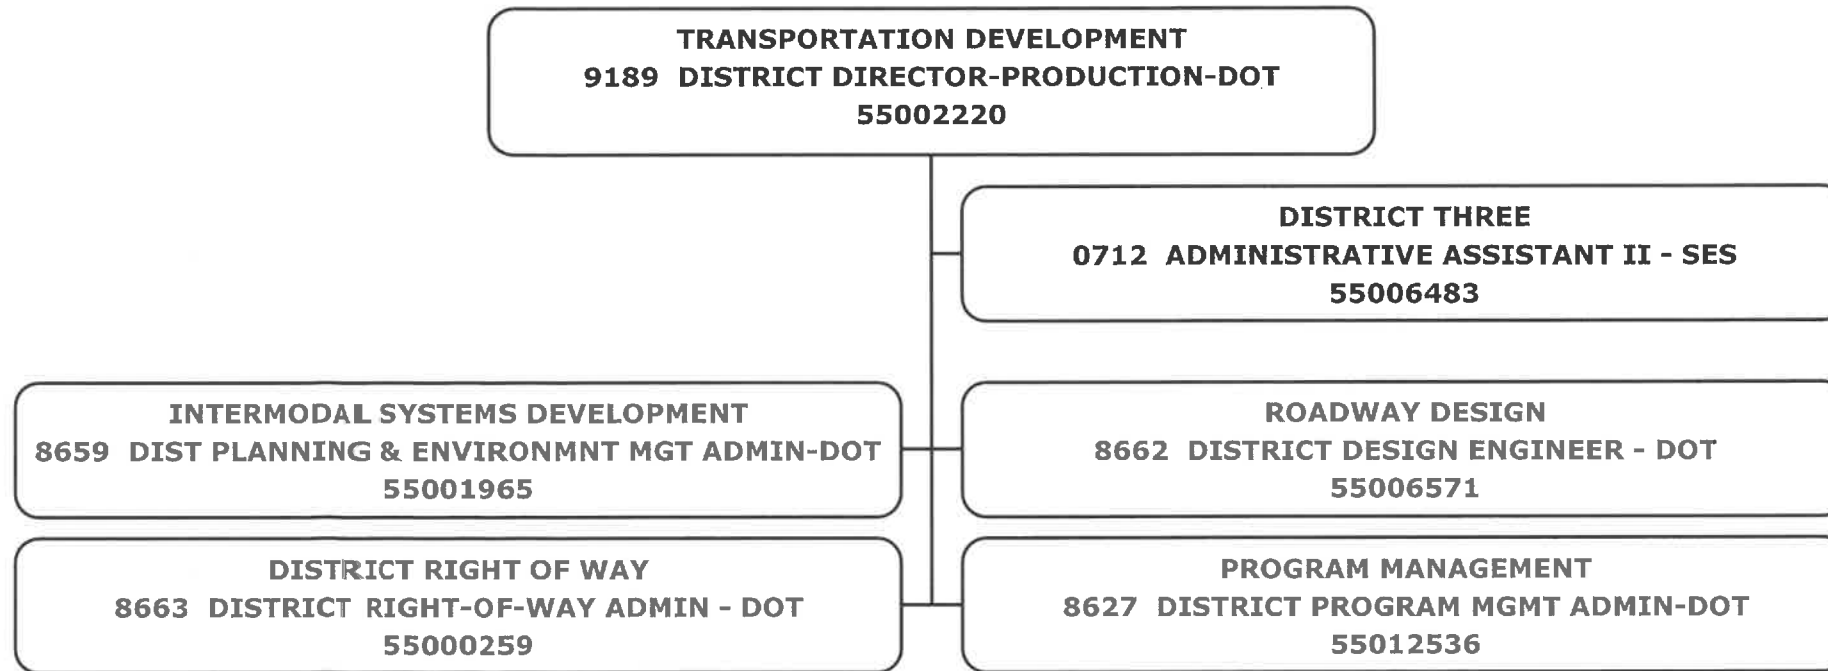 TRANSPORTATION DEVELOPMENT
9189 DISTRICT DIRECTOR-PRODUCTION-DOT
55002220
DISTRICT THREE
0712 ADMINISTRATIVE ASSISTANT II - SES
55006483
INTERMODAL SYSTEMS DEVELOPMENT
8659 DIST PLANNING & ENVIRONMNT MGT ADMIN-DOT
55001965
ROADWAY DESIGN
8662 DISTRICT DESIGN ENGINEER - DOT
55006571
DISTRICT RIGHT OF WAY
8663 DISTRICT RIGHT-OF-WAY ADMIN - DOT
55000259
PROGRAM MANAGEMENT
8627 DISTRICT PROGRAM MGMT ADMIN-DOT
55012536